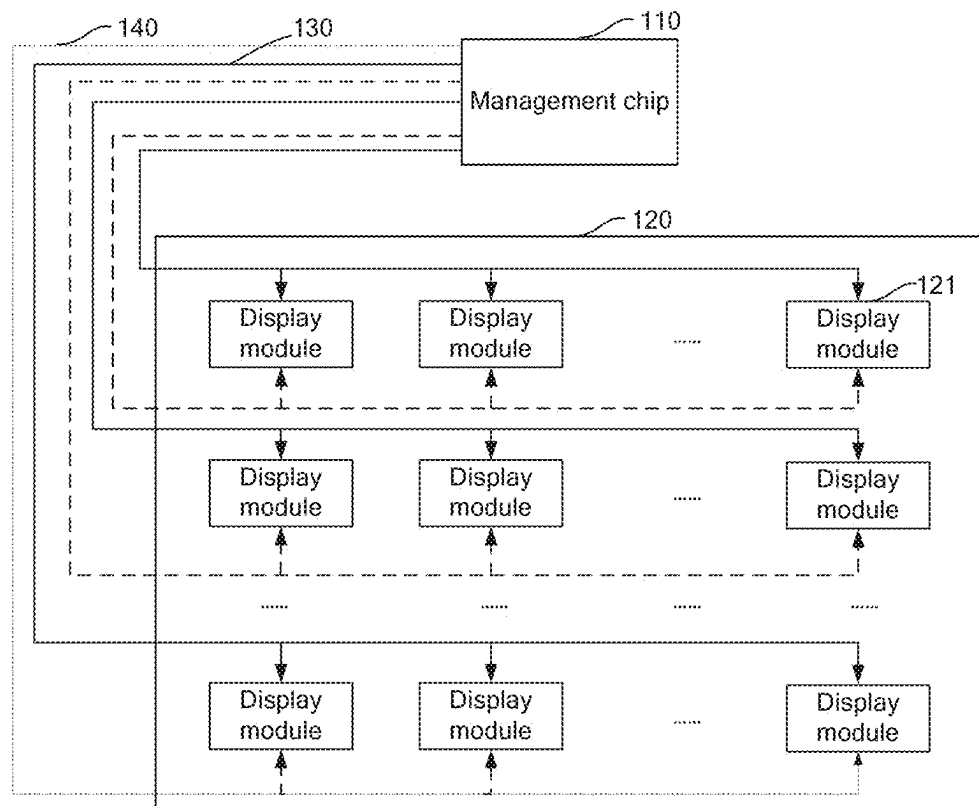 140
130
110
Management chip
120
121
Display
module
Display
module
......
Display
module
Display
module
Display
module
......
Display
module
......
......
......
......
Display
module
Display
module
......
Display
module